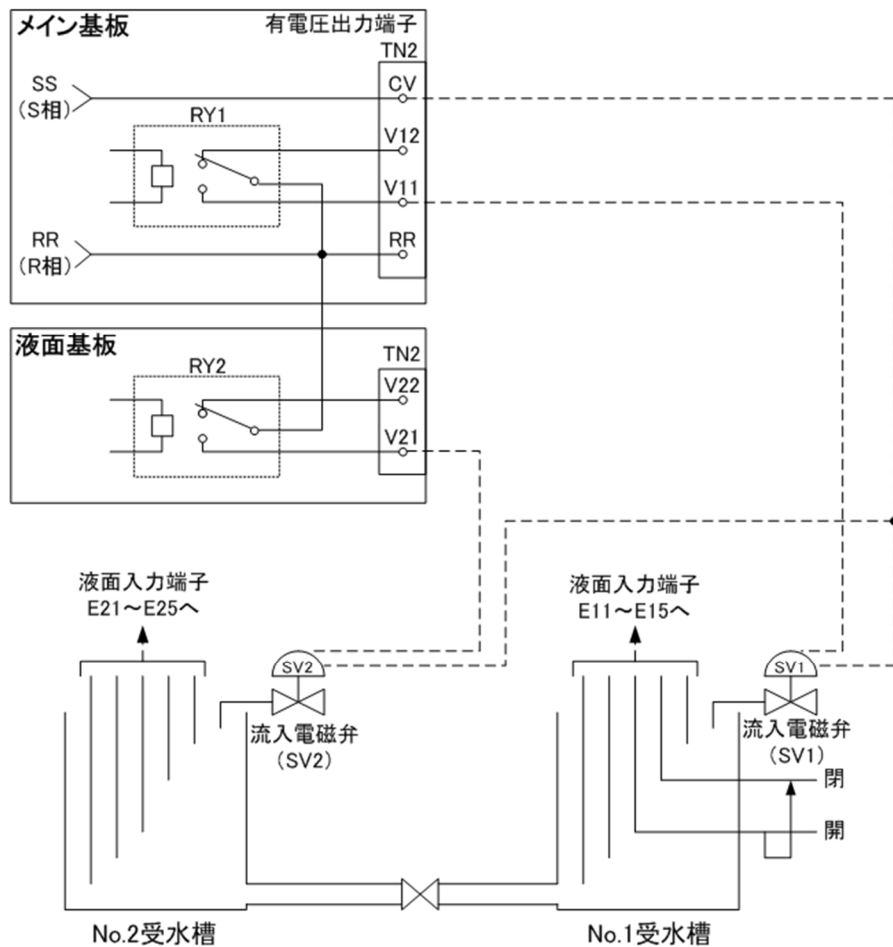 メイン基板
有電圧出力端子
TN2
SS
(S相)
CV
RY1
V12
V11
RR
(R相)
RR
液面基板
TN2
RY2
V22
V21
液面入力端子
E21～E25へ
SV2
流入電磁弁
(SV2)
液面入力端子
E11～E15へ
SV1
流入電磁弁
(SV1)
閉
開
No.2受水槽
No.1受水槽